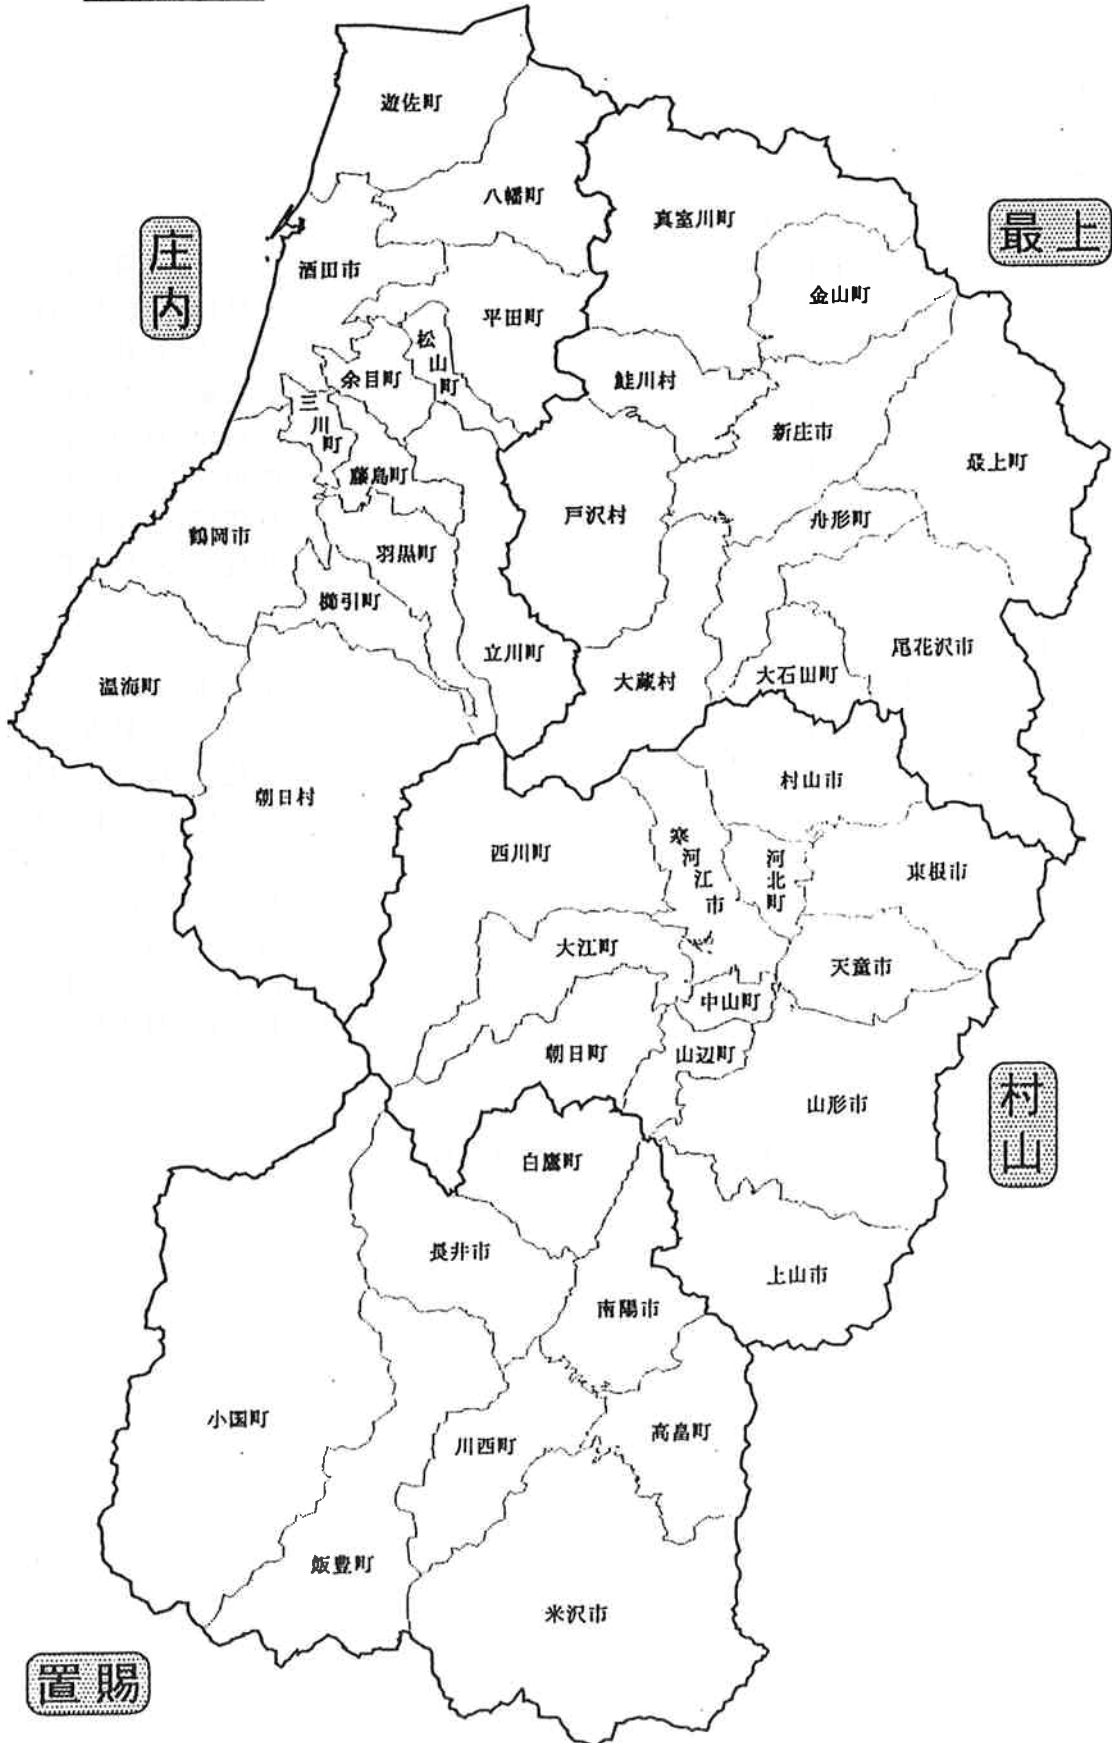 遊佐町
八幡町
真室川町
最上
庄内
酒田市
金山町
平田町
松山町
余目町
鮭川村
三川町
新庄市
最上町
藤島町
戸沢村
舟形町
鶴岡市
羽黒町
櫛引町
立川町
尾花沢市
大石田町
大蔵村
温海町
村山市
朝日村
西川町
寒河江市
河北町
東根市
大江町
天童市
中山町
朝日町
山辺町
山形市
村山
白鷹町
長井市
上山市
南陽市
小国町
川西町
高畠町
飯豊町
米沢市
置賜